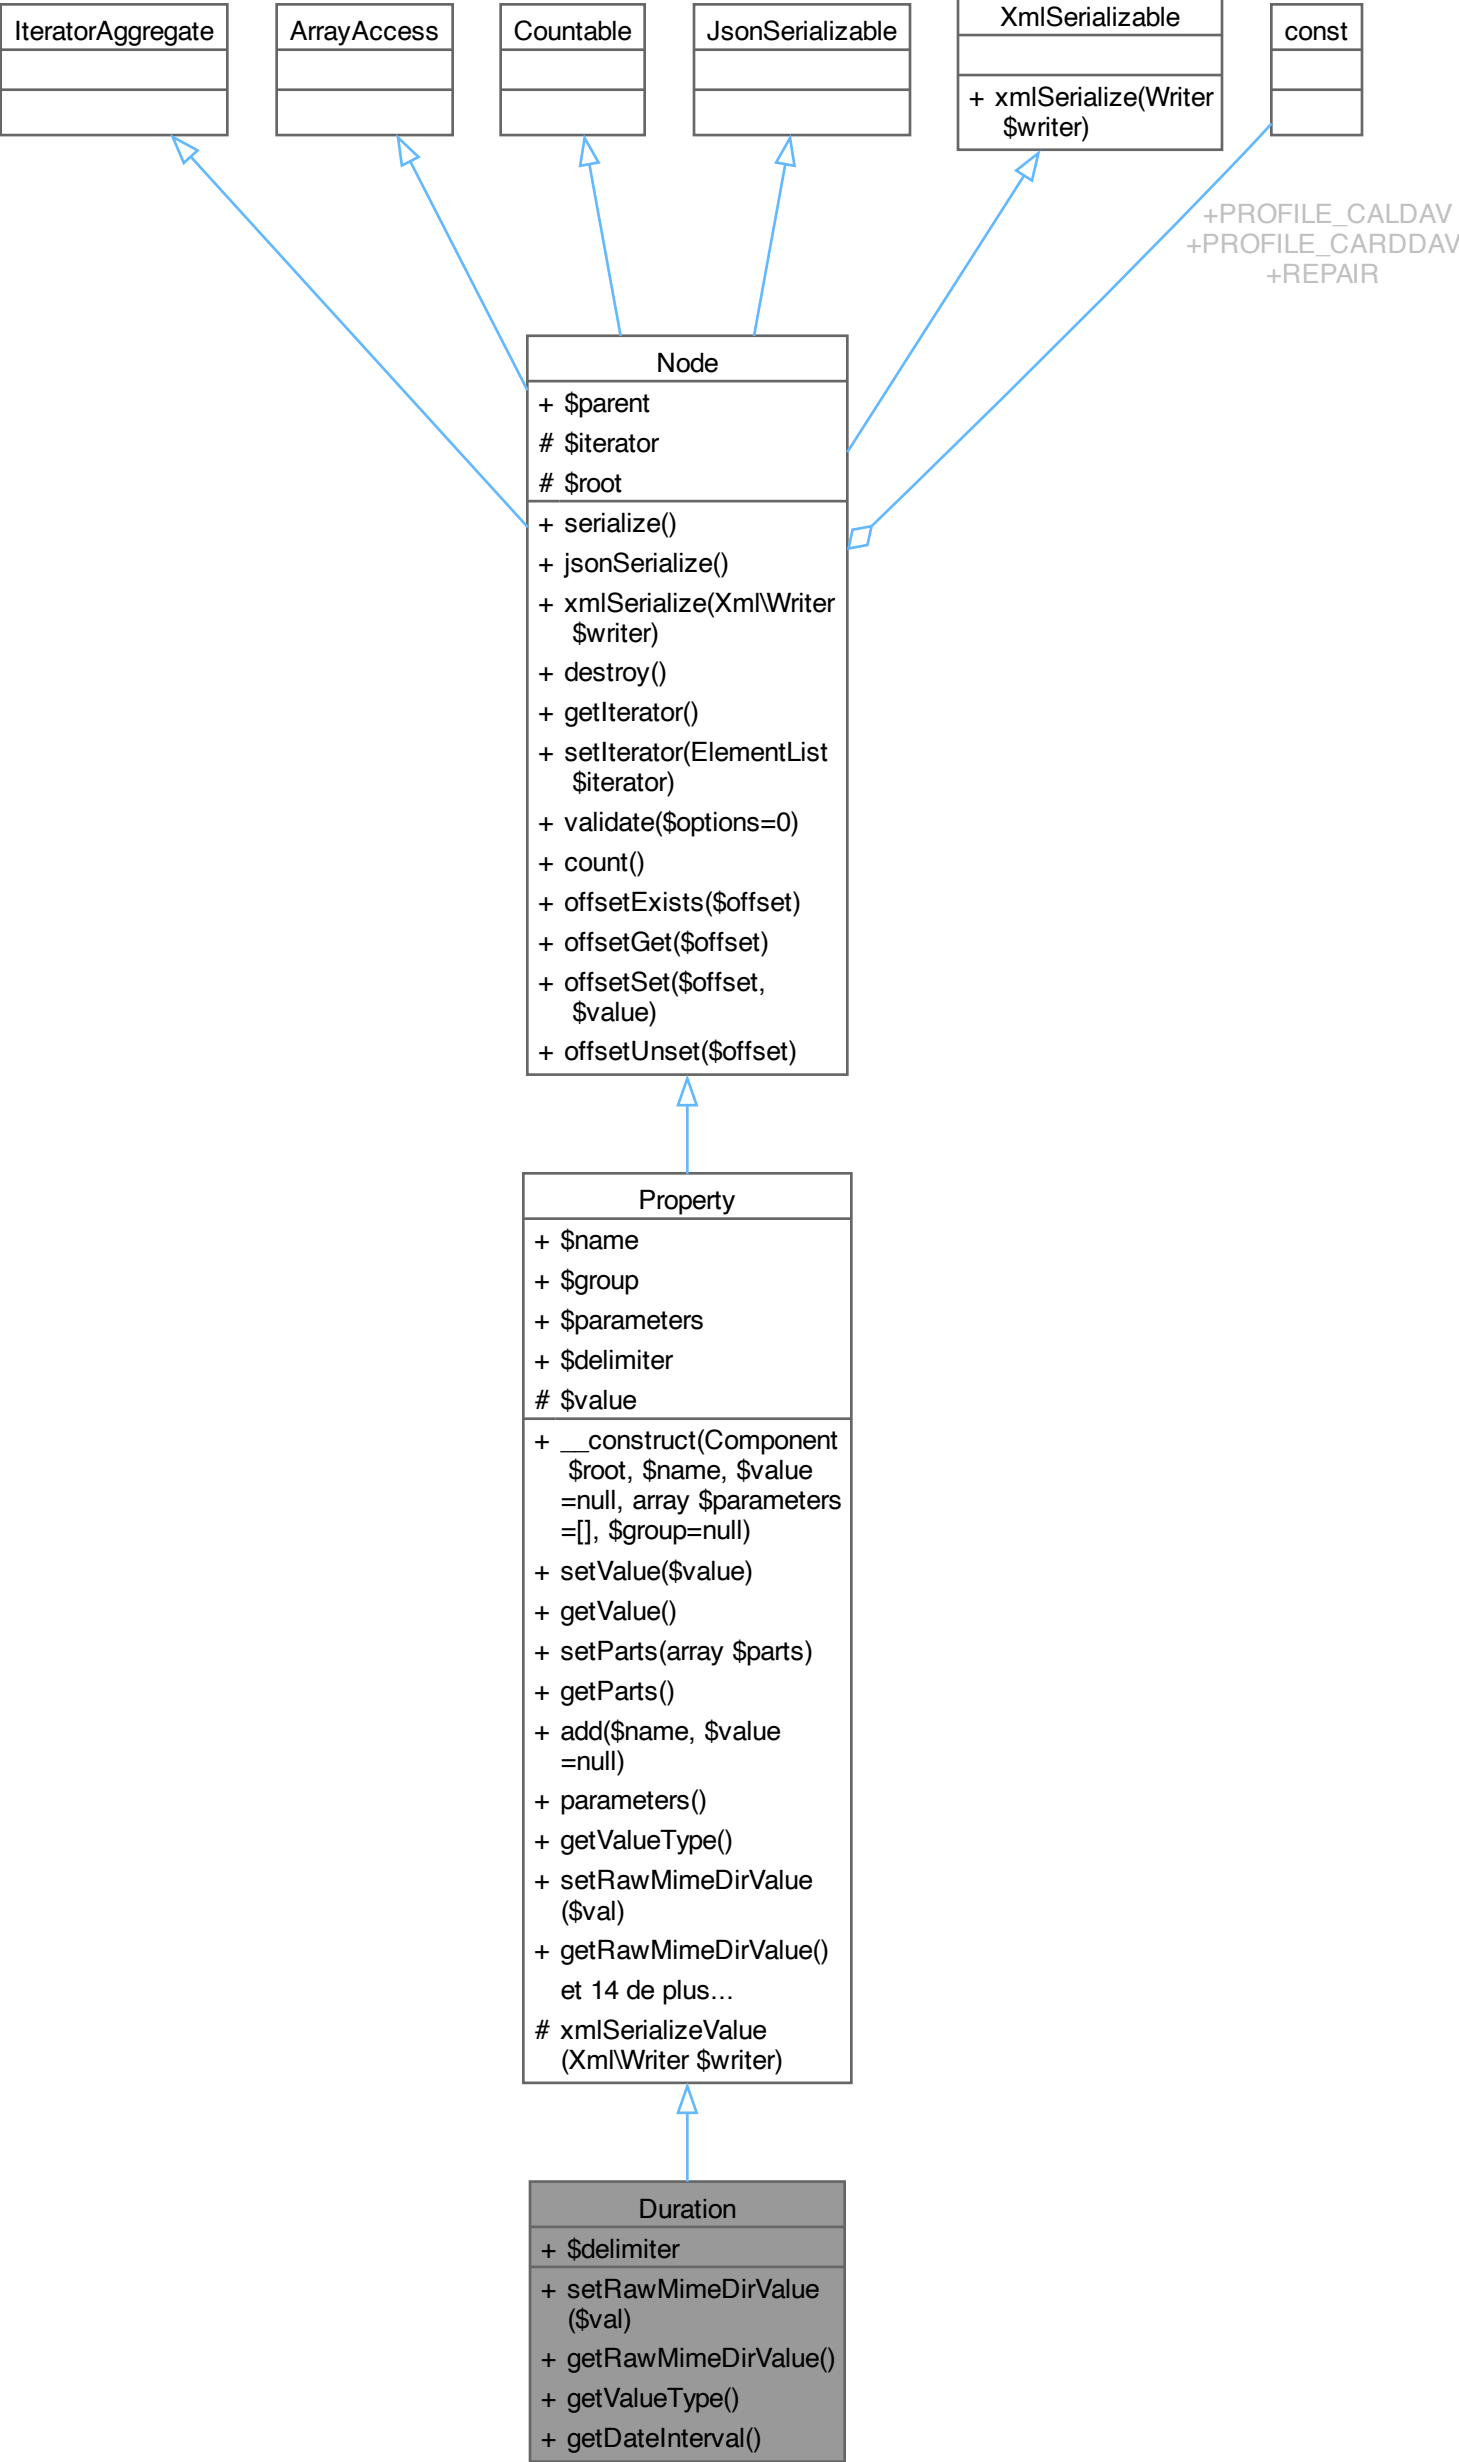 IteratorAggregate
ArrayAccess
Countable
JsonSerializable
XmlSerializable
+ xmlSerialize(Writer
$writer)
const
+PROFILE_CALDAV
+PROFILE_CARDDAV
+REPAIR
Node
+ $parent
# $iterator
# $root
+ serialize()
+ jsonSerialize()
+ xmlSerialize(Xml\Writer
$writer)
+ destroy()
+ getIterator()
+ setIterator(ElementList
$iterator)
+ validate($options=0)
+ count()
+ offsetExists($offset)
+ offsetGet($offset)
+ offsetSet($offset,
$value)
+ offsetUnset($offset)
Property
+ $name
+ $group
+ $parameters
+ $delimiter
# $value
+ __construct(Component
$root, $name, $value
=null, array $parameters
=[], $group=null)
+ setValue($value)
+ getValue()
+ setParts(array $parts)
+ getParts()
+ add($name, $value
=null)
+ parameters()
+ getValueType()
+ setRawMimeDirValue
($val)
+ getRawMimeDirValue()
et 14 de plus...
# xmlSerializeValue
(Xml\Writer $writer)
Duration
+ $delimiter
+ setRawMimeDirValue
($val)
+ getRawMimeDirValue()
+ getValueType()
+ getDateInterval()